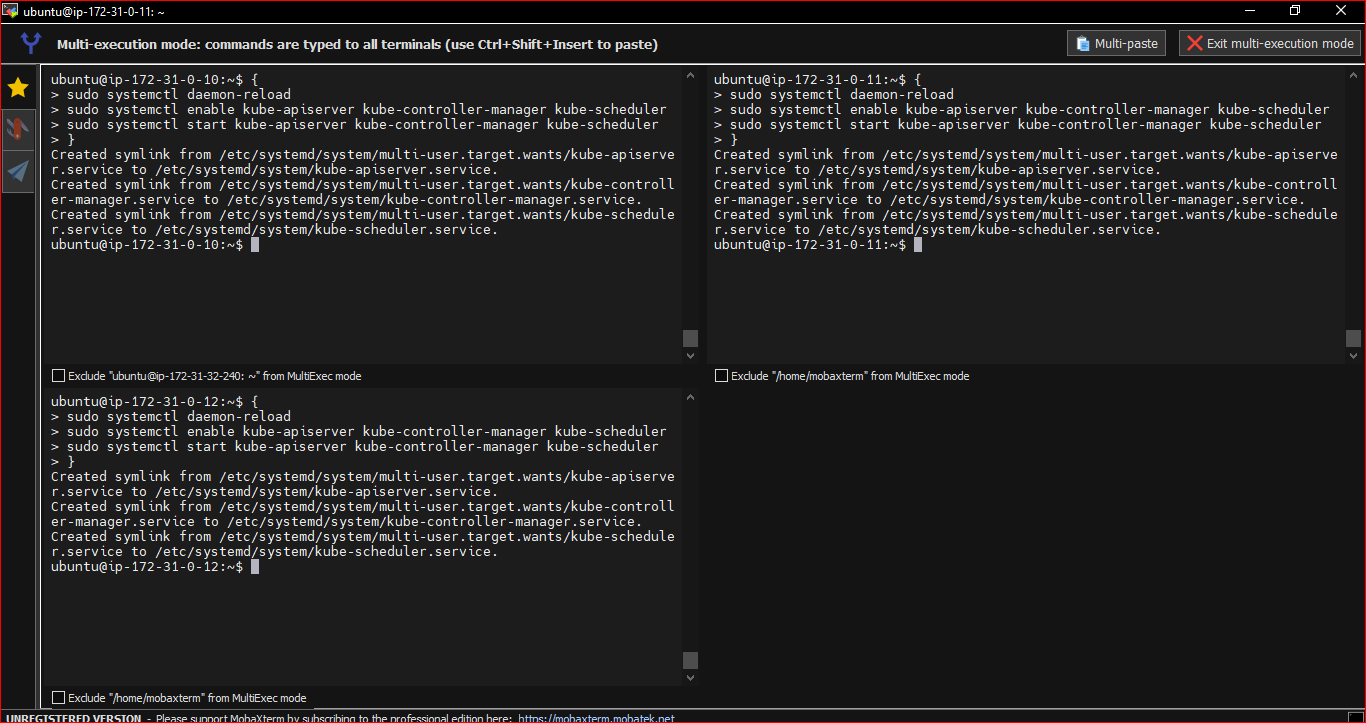 ubuntu@ip-172-31-0-11: ~
Multi-execution mode: commands are typed to all terminals (use Ctrl+Shift+Insert to paste)
Multi-paste
Exit multi-execution mode
ubuntu@ip-172-31-0-10:~$ {
> sudo systemctl daemon-reload
> sudo systemctl enable kube-apiserver kube-controller-manager kube-scheduler
> sudo systemctl start kube-apiserver kube-controller-manager kube-scheduler
> }
Created symlink from /etc/systemd/system/multi-user.target.wants/kube-apiserve
r.service to /etc/systemd/system/kube-apiserver.service.
Created symlink from /etc/systemd/system/multi-user.target.wants/kube-controll
er-manager.service to /etc/systemd/system/kube-controller-manager.service.
Created symlink from /etc/systemd/system/multi-user.target.wants/kube-schedule
r.service to /etc/systemd/system/kube-scheduler.service.
ubuntu@ip-172-31-0-10:~$
Exclude "ubuntu@ip-172-31-32-240: ~" from MultiExec mode
ubuntu@ip-172-31-0-11:~$ {
> sudo systemctl daemon-reload
> sudo systemctl enable kube-apiserver kube-controller-manager kube-scheduler
> sudo systemctl start kube-apiserver kube-controller-manager kube-scheduler
> }
Created symlink from /etc/systemd/system/multi-user.target.wants/kube-apiserve
r.service to /etc/systemd/system/kube-apiserver.service.
Created symlink from /etc/systemd/system/multi-user.target.wants/kube-controll
er-manager.service to /etc/systemd/system/kube-controller-manager.service.
Created symlink from /etc/systemd/system/multi-user.target.wants/kube-schedule
r.service to /etc/systemd/system/kube-scheduler.service.
ubuntu@ip-172-31-0-11:~$
Exclude "/home/mobaxterm" from MultiExec mode
ubuntu@ip-172-31-0-12:~$ {
> sudo systemctl daemon-reload
> sudo systemctl enable kube-apiserver kube-controller-manager kube-scheduler
> sudo systemctl start kube-apiserver kube-controller-manager kube-scheduler
> }
Created symlink from /etc/systemd/system/multi-user.target.wants/kube-apiserve
r.service to /etc/systemd/system/kube-apiserver.service.
Created symlink from /etc/systemd/system/multi-user.target.wants/kube-controll
er-manager.service to /etc/systemd/system/kube-controller-manager.service.
Created symlink from /etc/systemd/system/multi-user.target.wants/kube-schedule
r.service to /etc/systemd/system/kube-scheduler.service.
ubuntu@ip-172-31-0-12:~$
Exclude "/home/mobaxterm" from MultiExec mode
UNREGISTERED VERSION - Please support MobaXterm by subscribing to the professional edition here: https://mobaxterm.mobatek.net